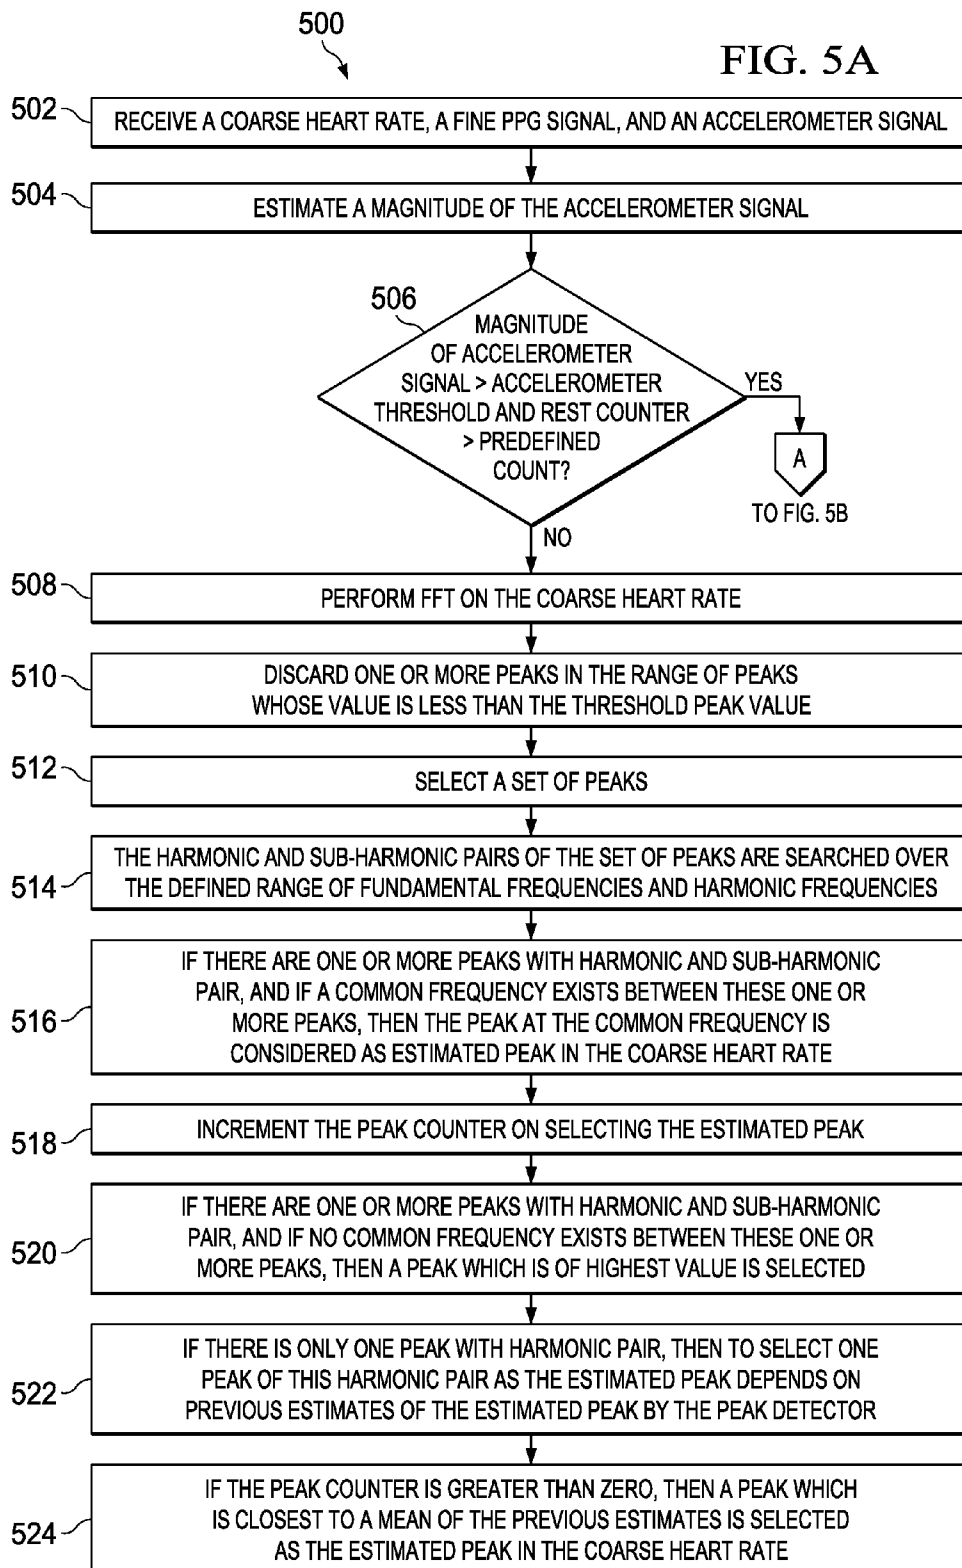 500
FIG. 5A
502
RECEIVE A COARSE HEART RATE, A FINE PPG SIGNAL, AND AN ACCELEROMETER SIGNAL
504
ESTIMATE A MAGNITUDE OF THE ACCELEROMETER SIGNAL
506
MAGNITUDE
OF ACCELEROMETER
SIGNAL > ACCELEROMETER
THRESHOLD AND REST COUNTER
> PREDEFINED
COUNT?
YES
A
TO FIG. 5B
NO
508
PERFORM FFT ON THE COARSE HEART RATE
510
DISCARD ONE OR MORE PEAKS IN THE RANGE OF PEAKS
WHOSE VALUE IS LESS THAN THE THRESHOLD PEAK VALUE
512
SELECT A SET OF PEAKS
514
THE HARMONIC AND SUB-HARMONIC PAIRS OF THE SET OF PEAKS ARE SEARCHED OVER
THE DEFINED RANGE OF FUNDAMENTAL FREQUENCIES AND HARMONIC FREQUENCIES
516
IF THERE ARE ONE OR MORE PEAKS WITH HARMONIC AND SUB-HARMONIC
PAIR, AND IF A COMMON FREQUENCY EXISTS BETWEEN THESE ONE OR
MORE PEAKS, THEN THE PEAK AT THE COMMON FREQUENCY IS
CONSIDERED AS ESTIMATED PEAK IN THE COARSE HEART RATE
518
INCREMENT THE PEAK COUNTER ON SELECTING THE ESTIMATED PEAK
520
IF THERE ARE ONE OR MORE PEAKS WITH HARMONIC AND SUB-HARMONIC
PAIR, AND IF NO COMMON FREQUENCY EXISTS BETWEEN THESE ONE OR
MORE PEAKS, THEN A PEAK WHICH IS OF HIGHEST VALUE IS SELECTED
522
IF THERE IS ONLY ONE PEAK WITH HARMONIC PAIR, THEN TO SELECT ONE
PEAK OF THIS HARMONIC PAIR AS THE ESTIMATED PEAK DEPENDS ON
PREVIOUS ESTIMATES OF THE ESTIMATED PEAK BY THE PEAK DETECTOR
524
IF THE PEAK COUNTER IS GREATER THAN ZERO, THEN A PEAK WHICH
IS CLOSEST TO A MEAN OF THE PREVIOUS ESTIMATES IS SELECTED
AS THE ESTIMATED PEAK IN THE COARSE HEART RATE